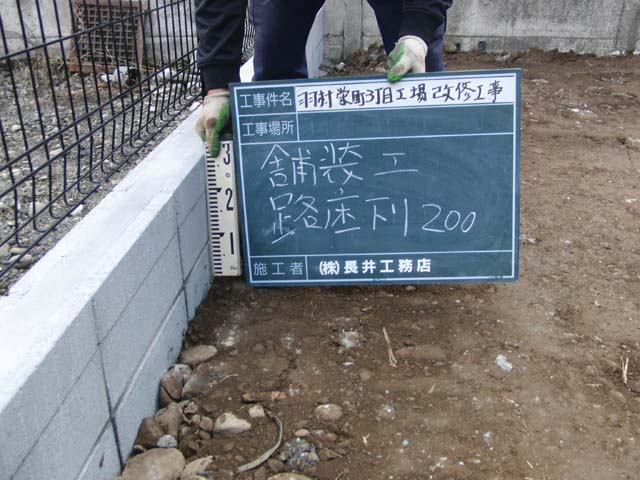 工事件名 羽村栄町3丁目工場改修工事
工事場所
舗装工
路床下り200
施工者 (株)長井工務店
3
2
1